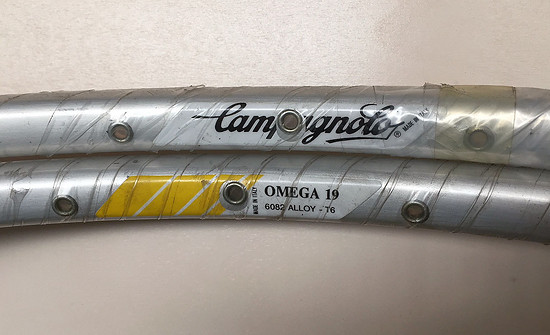 Campagnolo®
MADE IN ITALY
MADE IN ITALY
OMEGA 19
6082 ALLOY - T6